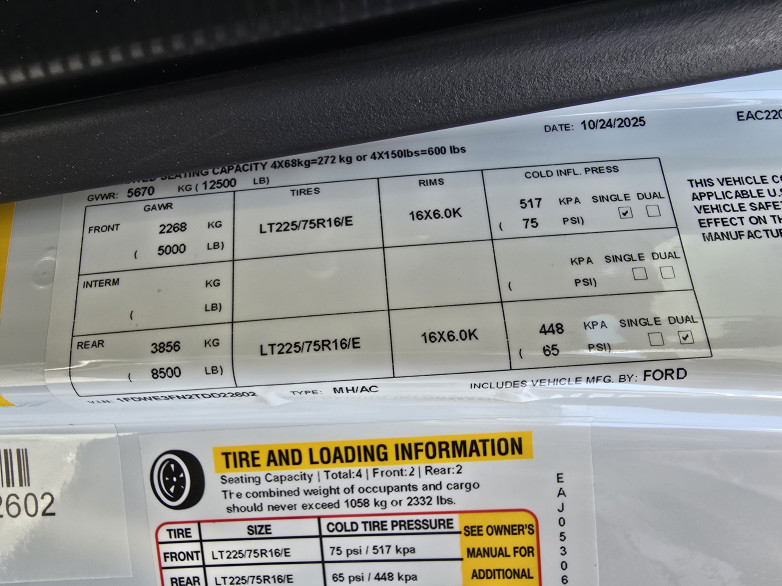 DATE: 10/24/2025
EAC220
SEATING CAPACITY 4X68kg=272 kg or 4X150lbs=600 lbs
GVWR: 5670 KG ( 12500 LB)
GAWR TIRES RIMS COLD INFL. PRESS
FRONT 2268 KG LT225/75R16/E 16X6.0K 517 KPA SINGLE ☑ DUAL ☐
( 5000 LB) ( 75 PSI)
INTERM KG KPA SINGLE ☐ DUAL ☐
( LB) ( PSI)
REAR 3856 KG LT225/75R16/E 16X6.0K 448 KPA SINGLE ☐ DUAL ☑
( 8500 LB) ( 65 PSI)
V.I.N. 1FDWE3FN2TDD22602 TYPE: MH/AC INCLUDES VEHICLE MFG. BY: FORD
THIS VEHICLE CO
APPLICABLE U.S
VEHICLE SAFE
EFFECT ON TH
MANUFACTU
2602
TIRE AND LOADING INFORMATION
Seating Capacity | Total:4 | Front:2 | Rear:2
The combined weight of occupants and cargo
should never exceed 1058 kg or 2332 lbs.
TIRE SIZE COLD TIRE PRESSURE
FRONT LT225/75R16/E 75 psi / 517 kpa
REAR LT225/75R16/E 65 psi / 448 kpa
SEE OWNER'S
MANUAL FOR
ADDITIONAL
EAJ05306